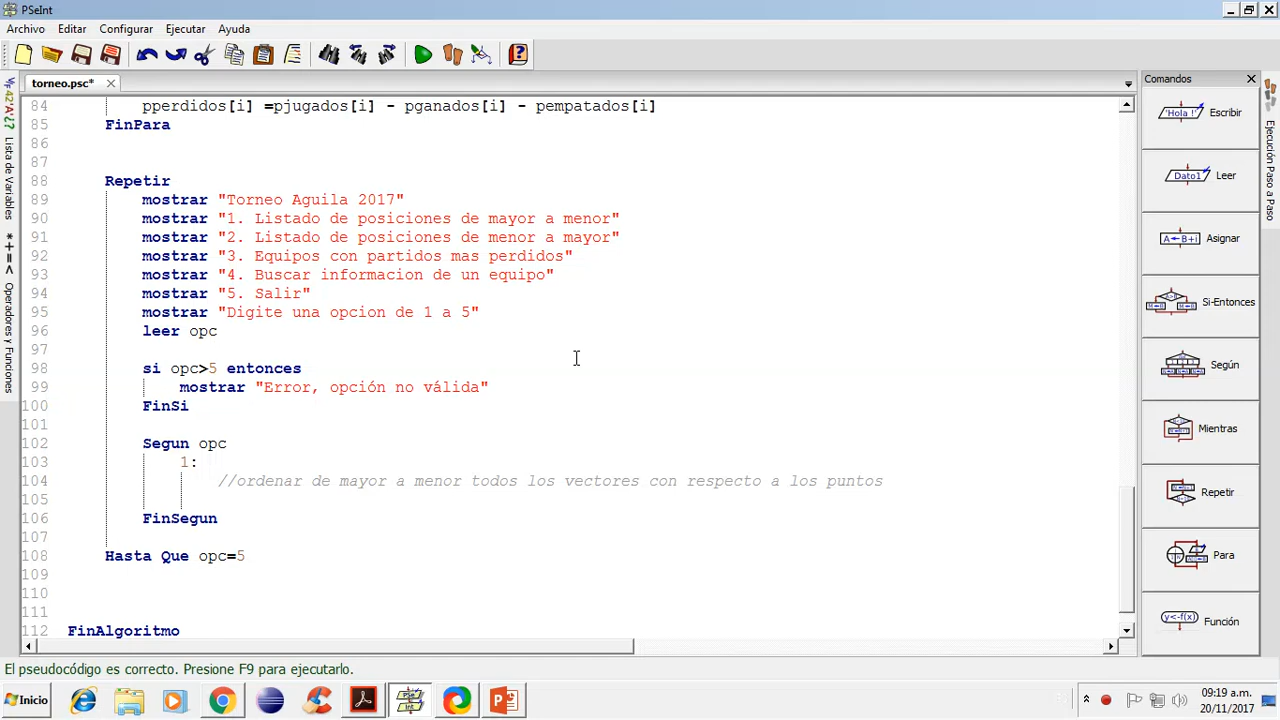 PSeInt
Archivo Editar Configurar Ejecutar Ayuda
torneo.psc*
Comandos
84 pperdidos[i] =pjugados[i] - pganados[i] - pempatados[i]
85 FinPara
86
87
88 Repetir
89 mostrar "Torneo Aguila 2017"
90 mostrar "1. Listado de posiciones de mayor a menor"
91 mostrar "2. Listado de posiciones de menor a mayor"
92 mostrar "3. Equipos con partidos mas perdidos"
93 mostrar "4. Buscar informacion de un equipo"
94 mostrar "5. Salir"
95 mostrar "Digite una opcion de 1 a 5"
96 leer opc
97
98 si opc>5 entonces
99 mostrar "Error, opción no válida"
100 FinSi
101
102 Segun opc
103 1:
104 //ordenar de mayor a menor todos los vectores con respecto a los puntos
105
106 FinSegun
107
108 Hasta Que opc=5
109
110
111
112 FinAlgoritmo
'Hola !' Escribir
Dato1 Leer
A←B+i Asignar
Si-Entonces
Según
Mientras
Repetir
Para
y<-f(x) Función
Lista de Variables
*+=< Operadores y Funciones
Ejecución Paso a Paso
El pseudocódigo es correcto. Presione F9 para ejecutarlo.
Inicio
09:19 a.m.
20/11/2017